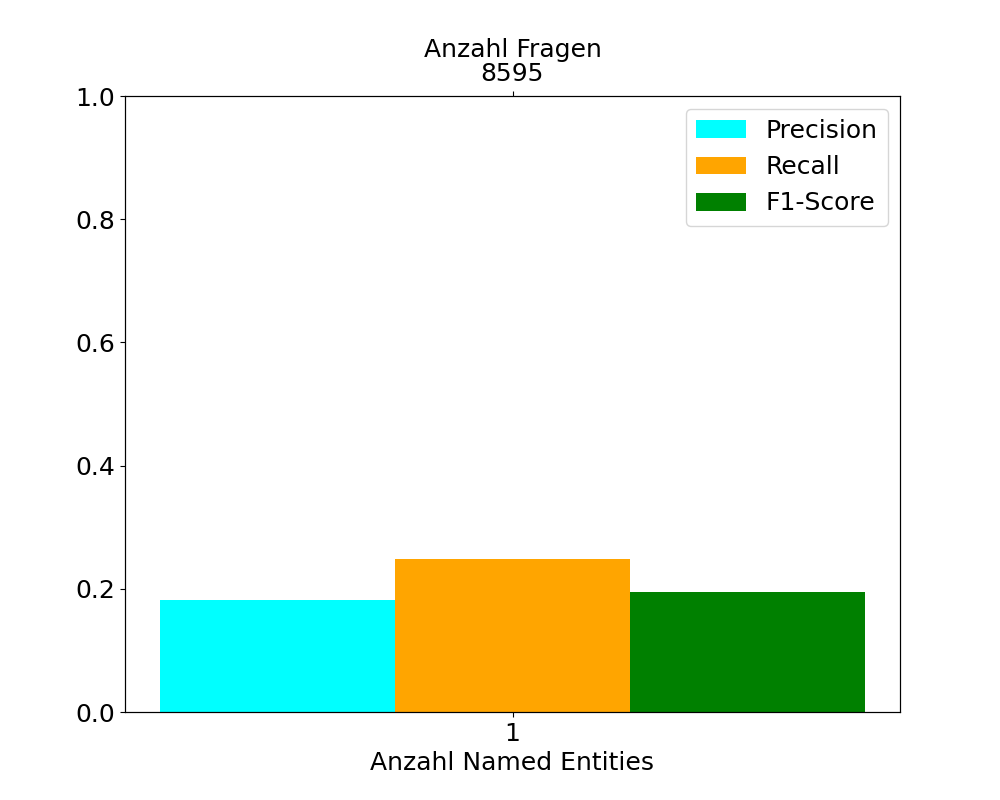 Anzahl Fragen
8595
1.0
0.8
0.6
0.4
0.2
0.0
Precision
Recall
F1-Score
1
Anzahl Named Entities